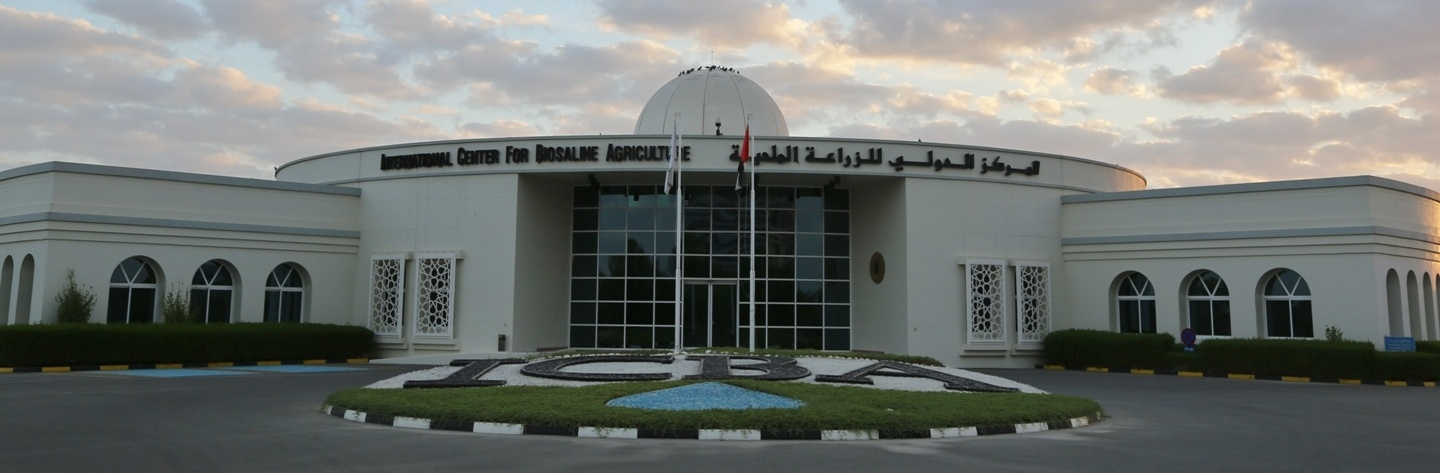 INTERNATIONAL CENTER FOR BIOSALINE AGRICULTURE
المركز الدولي للزراعة الملحية
ICBA